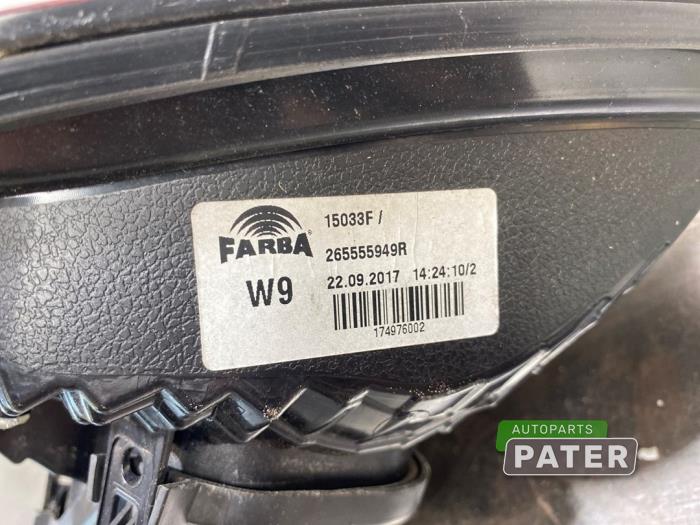 15033F /
FARBA
265555949R
W9
22.09.2017 14:24:10/2
174976002
AUTOPARTS
PATER